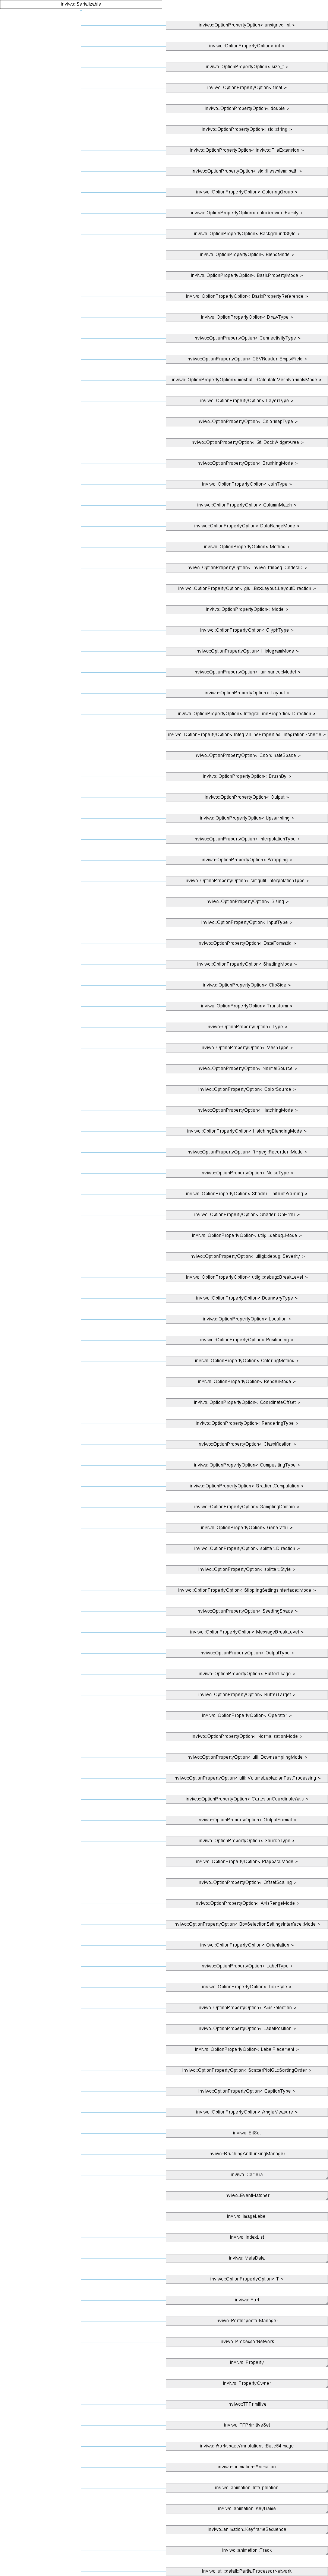 inviwo::Serializable
inviwo::OptionPropertyOption< unsigned int >
inviwo::OptionPropertyOption< int >
inviwo::OptionPropertyOption< size_t >
inviwo::OptionPropertyOption< float >
inviwo::OptionPropertyOption< double >
inviwo::OptionPropertyOption< std::string >
inviwo::OptionPropertyOption< inviwo::FileExtension >
inviwo::OptionPropertyOption< std::filesystem::path >
inviwo::OptionPropertyOption< ColoringGroup >
inviwo::OptionPropertyOption< colorbrewer::Family >
inviwo::OptionPropertyOption< BackgroundStyle >
inviwo::OptionPropertyOption< BlendMode >
inviwo::OptionPropertyOption< BasisPropertyMode >
inviwo::OptionPropertyOption< BasisPropertyReference >
inviwo::OptionPropertyOption< DrawType >
inviwo::OptionPropertyOption< ConnectivityType >
inviwo::OptionPropertyOption< CSVReader::EmptyField >
inviwo::OptionPropertyOption< meshutil::CalculateMeshNormalsMode >
inviwo::OptionPropertyOption< LayerType >
inviwo::OptionPropertyOption< ColormapType >
inviwo::OptionPropertyOption< Qt::DockWidgetArea >
inviwo::OptionPropertyOption< BrushingMode >
inviwo::OptionPropertyOption< JoinType >
inviwo::OptionPropertyOption< ColumnMatch >
inviwo::OptionPropertyOption< DataRangeMode >
inviwo::OptionPropertyOption< Method >
inviwo::OptionPropertyOption< inviwo::ffmpeg::CodecID >
inviwo::OptionPropertyOption< glui::BoxLayout::LayoutDirection >
inviwo::OptionPropertyOption< Mode >
inviwo::OptionPropertyOption< GlyphType >
inviwo::OptionPropertyOption< HistogramMode >
inviwo::OptionPropertyOption< luminance::Model >
inviwo::OptionPropertyOption< Layout >
inviwo::OptionPropertyOption< IntegralLineProperties::Direction >
inviwo::OptionPropertyOption< IntegralLineProperties::IntegrationScheme >
inviwo::OptionPropertyOption< CoordinateSpace >
inviwo::OptionPropertyOption< BrushBy >
inviwo::OptionPropertyOption< Output >
inviwo::OptionPropertyOption< Upsampling >
inviwo::OptionPropertyOption< InterpolationType >
inviwo::OptionPropertyOption< Wrapping >
inviwo::OptionPropertyOption< cimgutil::InterpolationType >
inviwo::OptionPropertyOption< Sizing >
inviwo::OptionPropertyOption< InputType >
inviwo::OptionPropertyOption< DataFormatId >
inviwo::OptionPropertyOption< ShadingMode >
inviwo::OptionPropertyOption< ClipSide >
inviwo::OptionPropertyOption< Transform >
inviwo::OptionPropertyOption< Type >
inviwo::OptionPropertyOption< MeshType >
inviwo::OptionPropertyOption< NormalSource >
inviwo::OptionPropertyOption< ColorSource >
inviwo::OptionPropertyOption< HatchingMode >
inviwo::OptionPropertyOption< HatchingBlendingMode >
inviwo::OptionPropertyOption< ffmpeg::Recorder::Mode >
inviwo::OptionPropertyOption< NoiseType >
inviwo::OptionPropertyOption< Shader::UniformWarning >
inviwo::OptionPropertyOption< Shader::OnError >
inviwo::OptionPropertyOption< utilgl::debug::Mode >
inviwo::OptionPropertyOption< utilgl::debug::Severity >
inviwo::OptionPropertyOption< utilgl::debug::BreakLevel >
inviwo::OptionPropertyOption< BoundaryType >
inviwo::OptionPropertyOption< Location >
inviwo::OptionPropertyOption< Positioning >
inviwo::OptionPropertyOption< ColoringMethod >
inviwo::OptionPropertyOption< RenderMode >
inviwo::OptionPropertyOption< CoordinateOffset >
inviwo::OptionPropertyOption< RenderingType >
inviwo::OptionPropertyOption< Classification >
inviwo::OptionPropertyOption< CompositingType >
inviwo::OptionPropertyOption< GradientComputation >
inviwo::OptionPropertyOption< SamplingDomain >
inviwo::OptionPropertyOption< Generator >
inviwo::OptionPropertyOption< splitter::Direction >
inviwo::OptionPropertyOption< splitter::Style >
inviwo::OptionPropertyOption< StipplingSettingsInterface::Mode >
inviwo::OptionPropertyOption< SeedingSpace >
inviwo::OptionPropertyOption< MessageBreakLevel >
inviwo::OptionPropertyOption< OutputType >
inviwo::OptionPropertyOption< BufferUsage >
inviwo::OptionPropertyOption< BufferTarget >
inviwo::OptionPropertyOption< Operator >
inviwo::OptionPropertyOption< NormalizationMode >
inviwo::OptionPropertyOption< util::DownsamplingMode >
inviwo::OptionPropertyOption< util::VolumeLaplacianPostProcessing >
inviwo::OptionPropertyOption< CartesianCoordinateAxis >
inviwo::OptionPropertyOption< OutputFormat >
inviwo::OptionPropertyOption< SourceType >
inviwo::OptionPropertyOption< PlaybackMode >
inviwo::OptionPropertyOption< OffsetScaling >
inviwo::OptionPropertyOption< AxisRangeMode >
inviwo::OptionPropertyOption< BoxSelectionSettingsInterface::Mode >
inviwo::OptionPropertyOption< Orientation >
inviwo::OptionPropertyOption< LabelType >
inviwo::OptionPropertyOption< TickStyle >
inviwo::OptionPropertyOption< AxisSelection >
inviwo::OptionPropertyOption< LabelPosition >
inviwo::OptionPropertyOption< LabelPlacement >
inviwo::OptionPropertyOption< ScatterPlotGL::SortingOrder >
inviwo::OptionPropertyOption< CaptionType >
inviwo::OptionPropertyOption< AngleMeasure >
inviwo::BitSet
inviwo::BrushingAndLinkingManager
inviwo::Camera
inviwo::EventMatcher
inviwo::ImageLabel
inviwo::IndexList
inviwo::MetaData
inviwo::OptionPropertyOption< T >
inviwo::Port
inviwo::PortInspectorManager
inviwo::ProcessorNetwork
inviwo::Property
inviwo::PropertyOwner
inviwo::TFPrimitive
inviwo::TFPrimitiveSet
inviwo::WorkspaceAnnotations::Base64Image
inviwo::animation::Animation
inviwo::animation::Interpolation
inviwo::animation::Keyframe
inviwo::animation::KeyframeSequence
inviwo::animation::Track
inviwo::util::detail::PartialProcessorNetwork